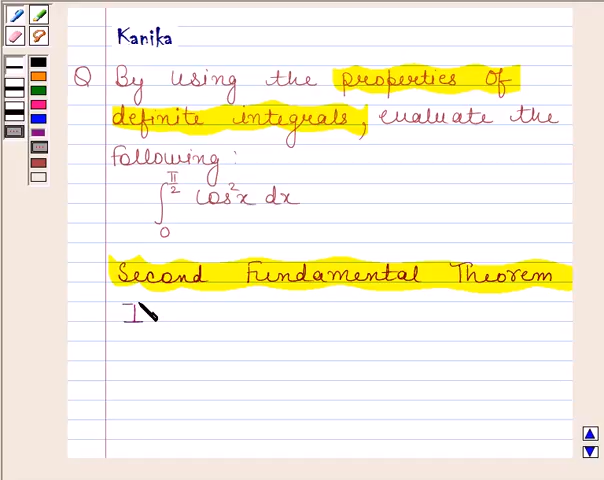 Kanika
Q By using the properties of
definite integrals, evaluate the
following:
∫₀^(π/2) cos²x dx
Second Fundamental Theorem
I